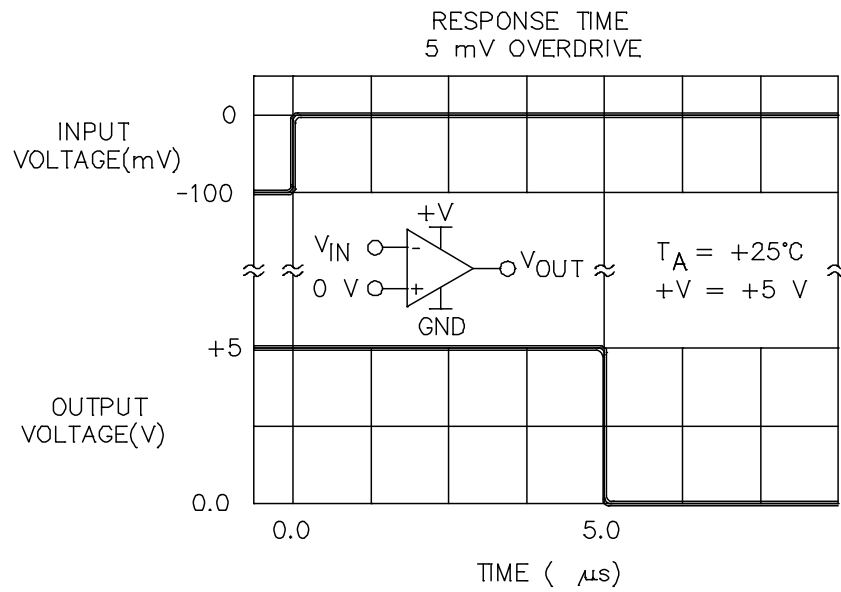 RESPONSE TIME
5 mV OVERDRIVE
INPUT
VOLTAGE(mV)
0
-100
+V
VIN
-
0 V
+
VOUT
GND
TA = +25°C
+V = +5 V
+5
OUTPUT
VOLTAGE(V)
0.0
0.0
5.0
TIME ( μs)